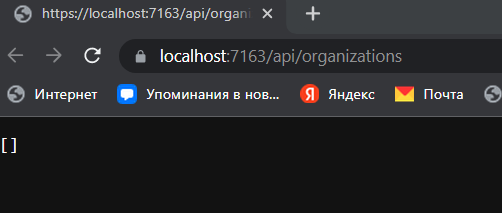 https://localhost:7163/api/organi
localhost:7163/api/organizations
Интернет
Упоминания в нов...
Яндекс
Почта
[]